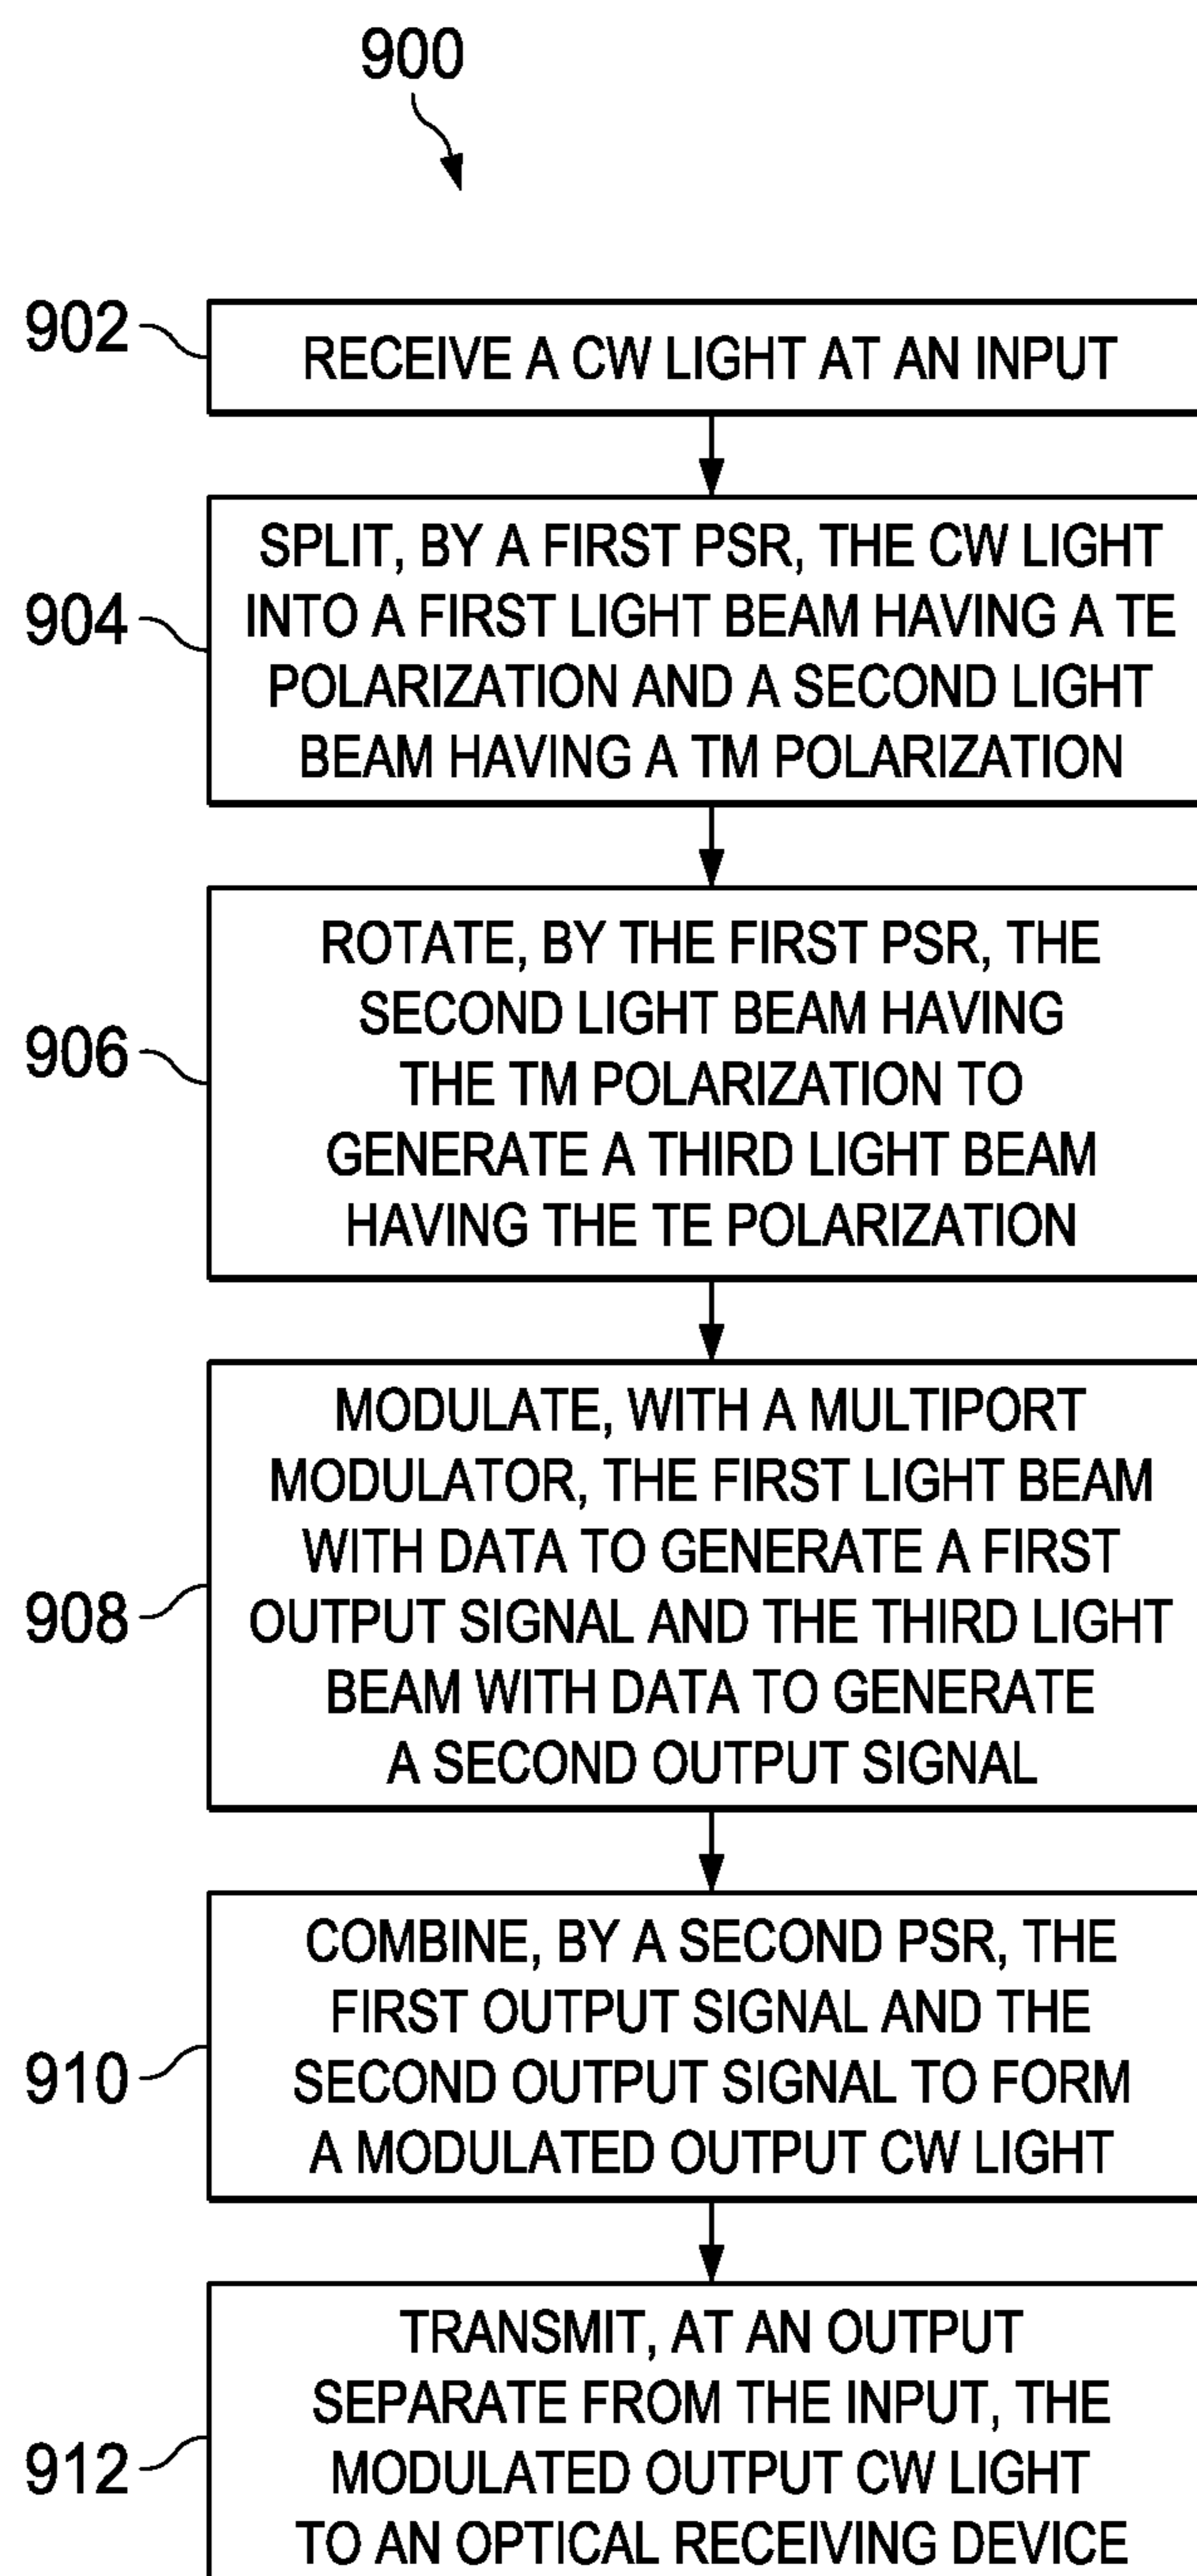 900
902
RECEIVE A CW LIGHT AT AN INPUT
904
SPLIT, BY A FIRST PSR, THE CW LIGHT
INTO A FIRST LIGHT BEAM HAVING A TE
POLARIZATION AND A SECOND LIGHT
BEAM HAVING A TM POLARIZATION
906
ROTATE, BY THE FIRST PSR, THE
SECOND LIGHT BEAM HAVING
THE TM POLARIZATION TO
GENERATE A THIRD LIGHT BEAM
HAVING THE TE POLARIZATION
908
MODULATE, WITH A MULTIPORT
MODULATOR, THE FIRST LIGHT BEAM
WITH DATA TO GENERATE A FIRST
OUTPUT SIGNAL AND THE THIRD LIGHT
BEAM WITH DATA TO GENERATE
A SECOND OUTPUT SIGNAL
910
COMBINE, BY A SECOND PSR, THE
FIRST OUTPUT SIGNAL AND THE
SECOND OUTPUT SIGNAL TO FORM
A MODULATED OUTPUT CW LIGHT
912
TRANSMIT, AT AN OUTPUT
SEPARATE FROM THE INPUT, THE
MODULATED OUTPUT CW LIGHT
TO AN OPTICAL RECEIVING DEVICE